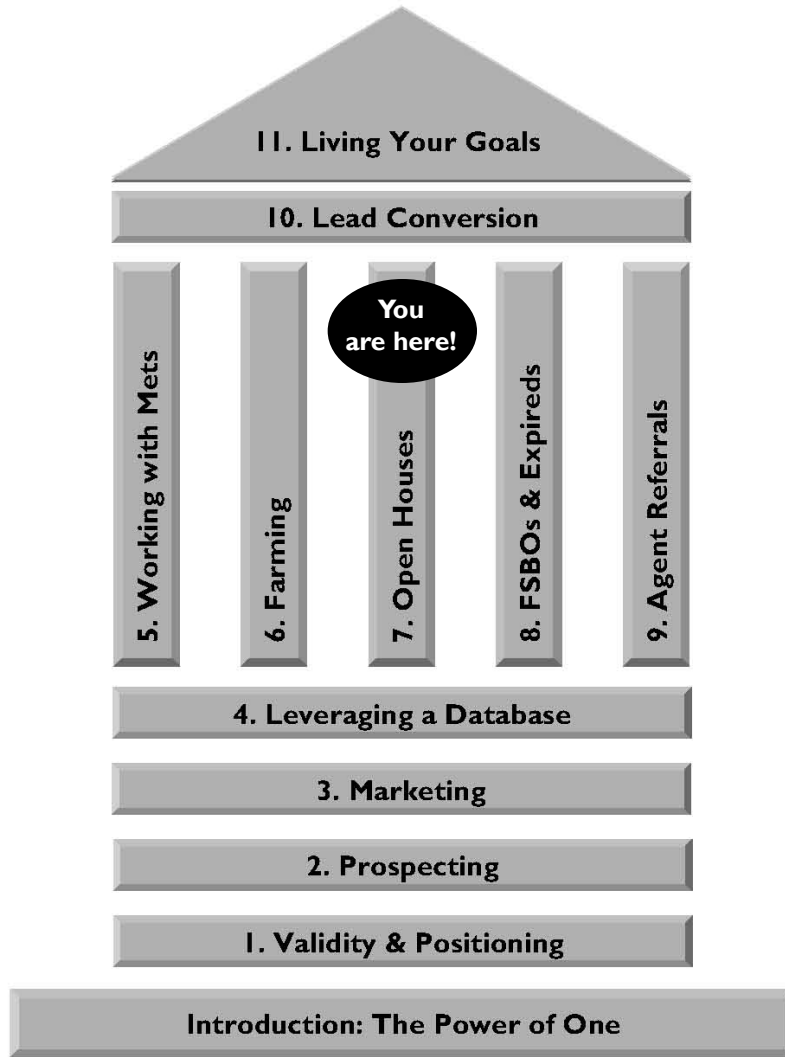 11. Living Your Goals
10. Lead Conversion
You
are here!
5. Working with Mets
6. Farming
7. Open Houses
8. FSBOs & Expireds
9. Agent Referrals
4. Leveraging a Database
3. Marketing
2. Prospecting
1. Validity & Positioning
Introduction: The Power of One